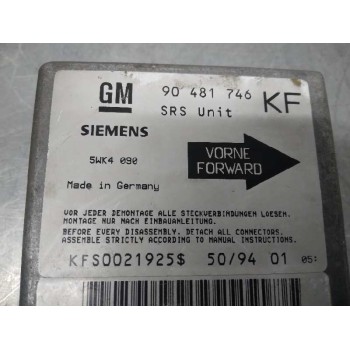 GM 90 481 746 KF
SRS Unit
SIEMENS
5WK4 090
VORNE
FORWARD
Made in Germany
VOR JEDER DEMONTAGE ALLE STECKVERBINDUNGEN LOESEN.
MONTAGE NUR NACH EINBAUANLEITUNG.
BEFORE EVERY DISASSEMBLY. DETACH ALL CONNECTORS.
ASSEMBLE STRICTLY ACCORDING TO MANUAL INSTRUCTIONS.
KFS0021925$ 50/94 01 05: